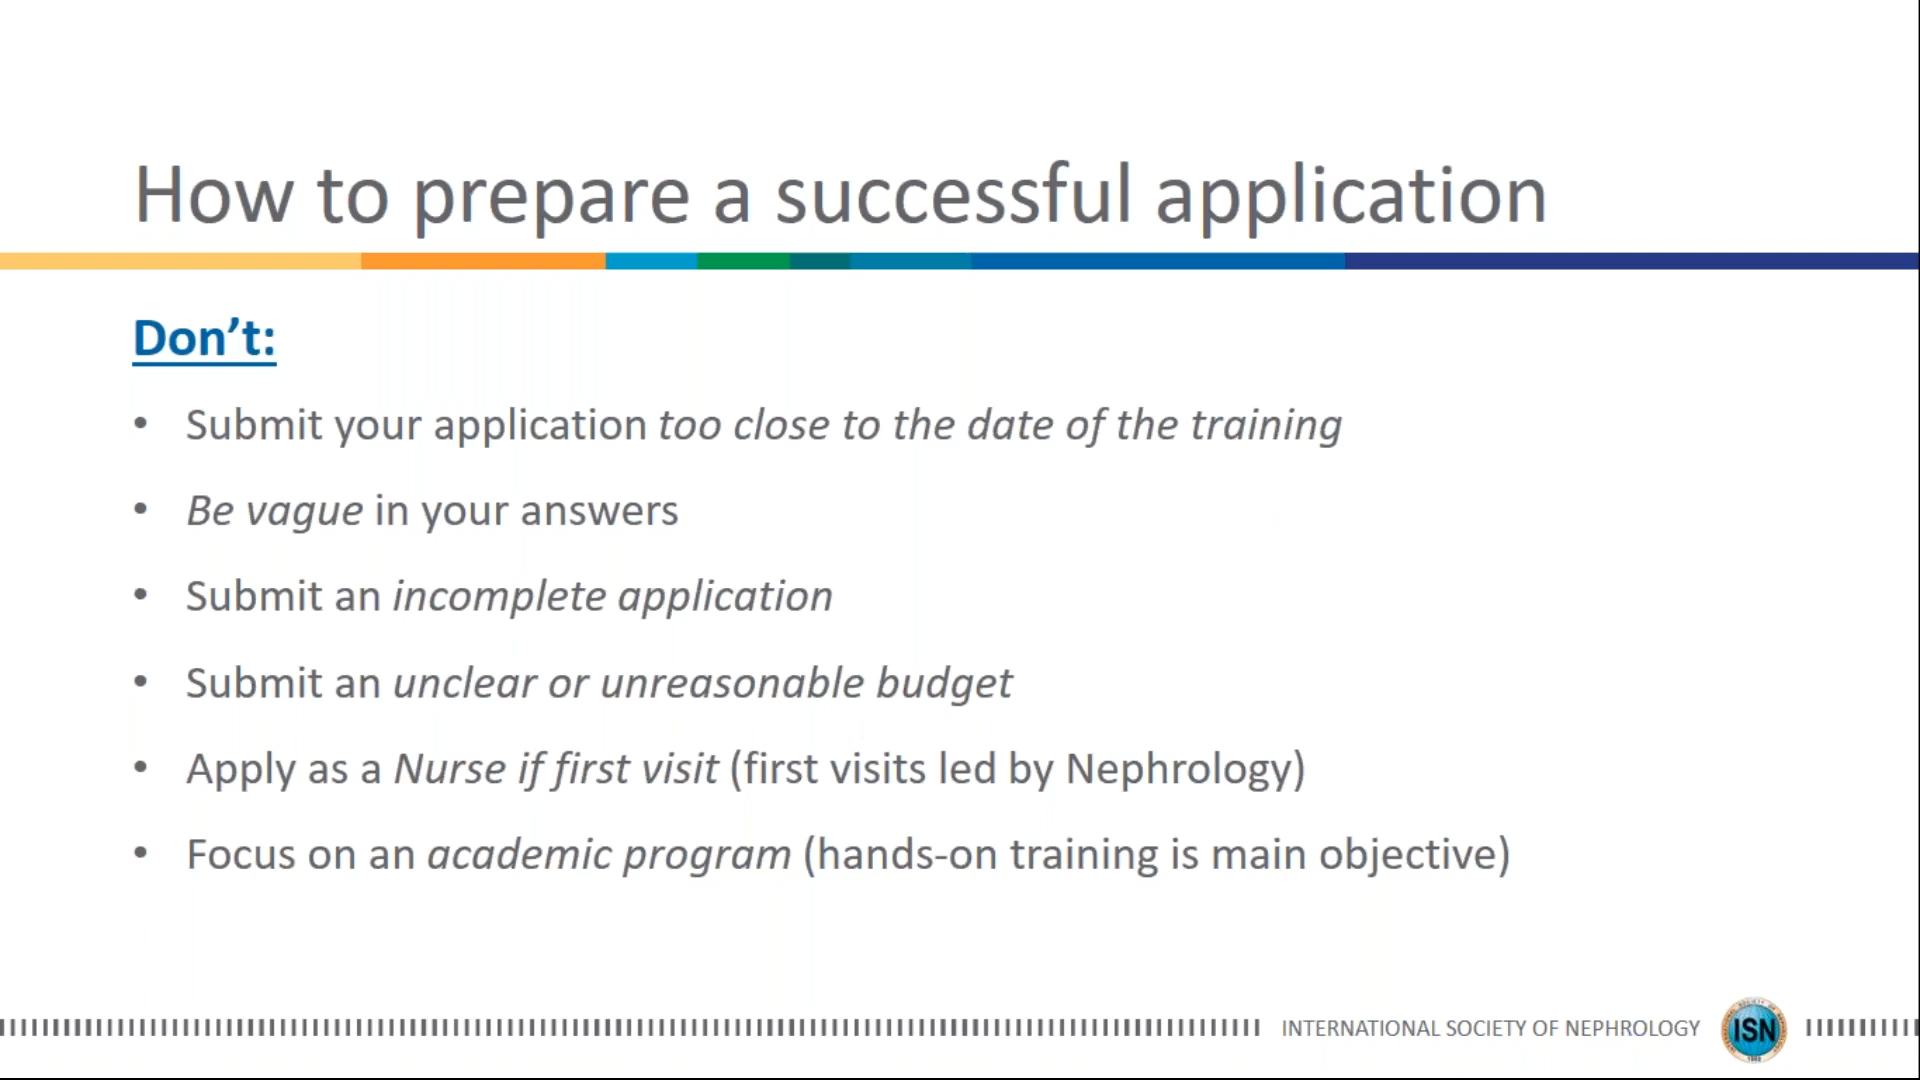 How to prepare a successful application
Don’t:
• Submit your application too close to the date of the training
• Be vague in your answers
• Submit an incomplete application
• Submit an unclear or unreasonable budget
• Apply as a Nurse if first visit (first visits led by Nephrology)
• Focus on an academic program (hands-on training is main objective)
INTERNATIONAL SOCIETY OF NEPHROLOGY
ISN